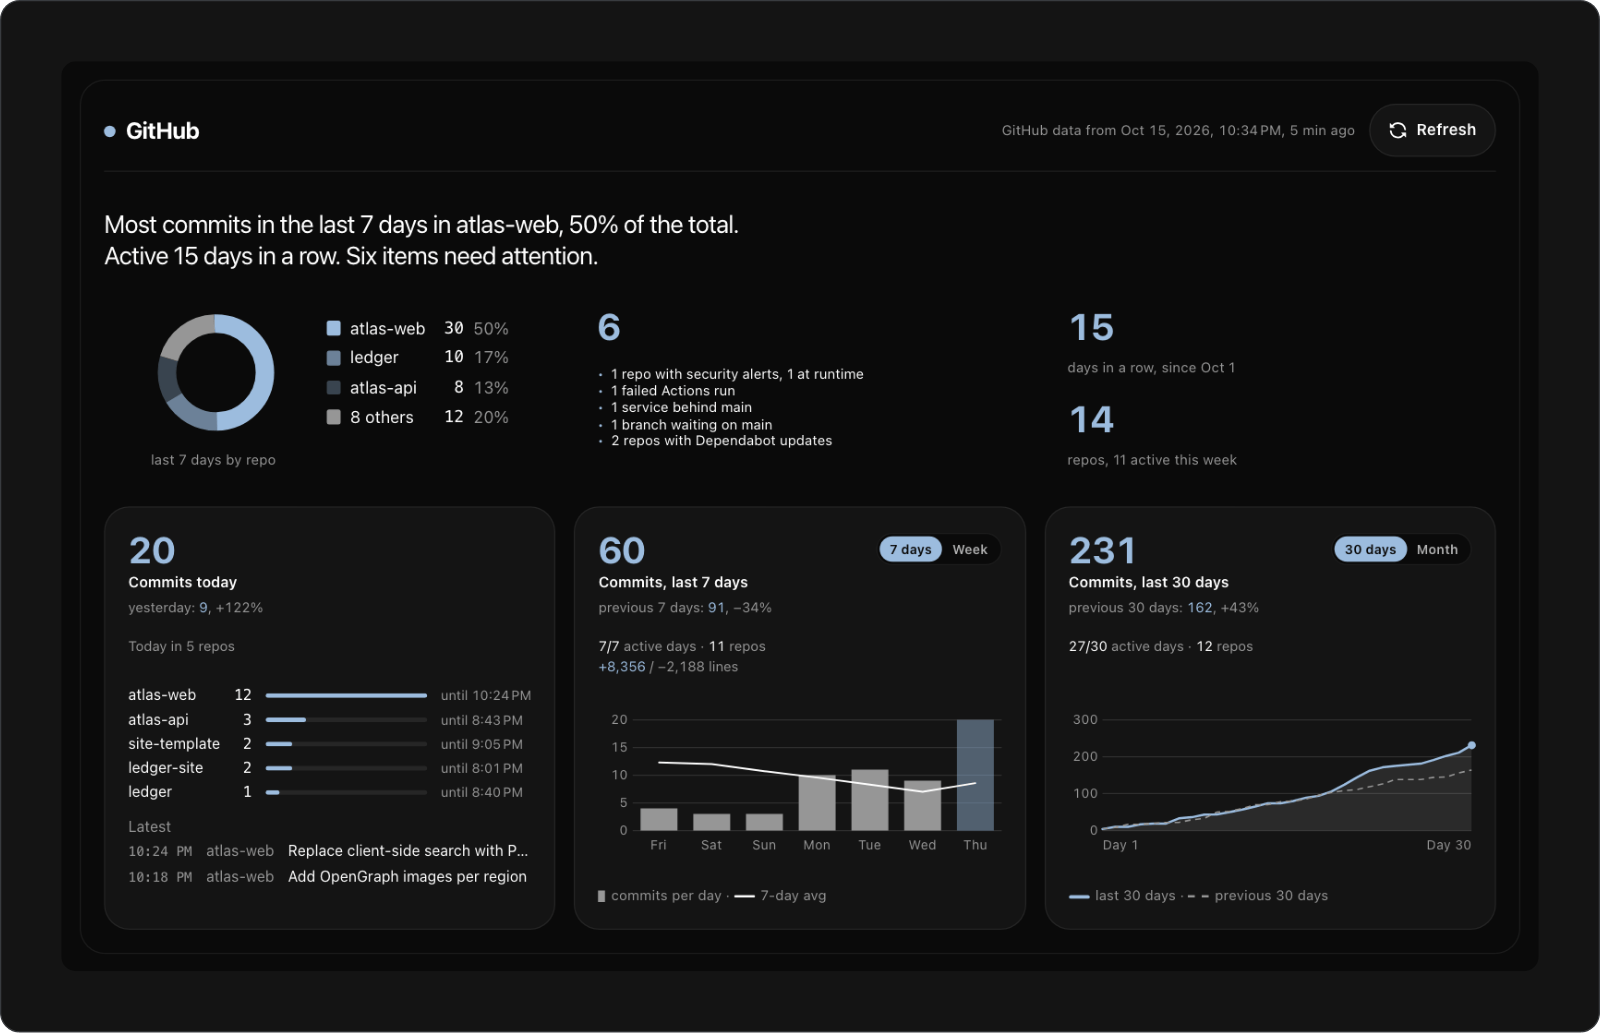 GitHub
GitHub data from Oct 15, 2026, 10:34 PM, 5 min ago
Refresh
Most commits in the last 7 days in atlas-web, 50% of the total.
Active 15 days in a row. Six items need attention.
atlas-web 30 50%
ledger 10 17%
atlas-api 8 13%
8 others 12 20%
last 7 days by repo
6
· 1 repo with security alerts, 1 at runtime
· 1 failed Actions run
· 1 service behind main
· 1 branch waiting on main
· 2 repos with Dependabot updates
15
days in a row, since Oct 1
14
repos, 11 active this week
20
Commits today
yesterday: 9, +122%
Today in 5 repos
atlas-web 12 until 10:24 PM
atlas-api 3 until 8:43 PM
site-template 2 until 9:05 PM
ledger-site 2 until 8:01 PM
ledger 1 until 8:40 PM
Latest
10:24 PM atlas-web Replace client-side search with P...
10:18 PM atlas-web Add OpenGraph images per region
60
7 days Week
Commits, last 7 days
previous 7 days: 91, −34%
7/7 active days · 11 repos
+8,356 / −2,188 lines
20
15
10
5
0
Fri Sat Sun Mon Tue Wed Thu
commits per day · 7-day avg
231
30 days Month
Commits, last 30 days
previous 30 days: 162, +43%
27/30 active days · 12 repos
300
200
100
0
Day 1 Day 30
last 30 days · previous 30 days